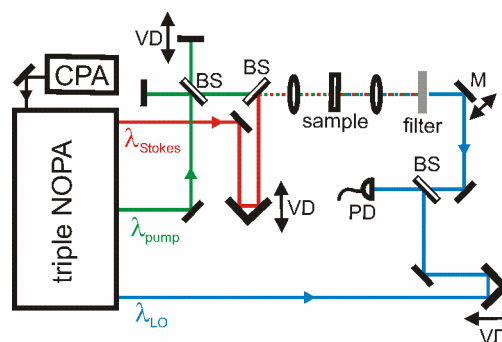 VD
CPA
BS
BS
M
sample
filter
λStokes
BS
PD
VD
triple NOPA
λpump
λLO
VD